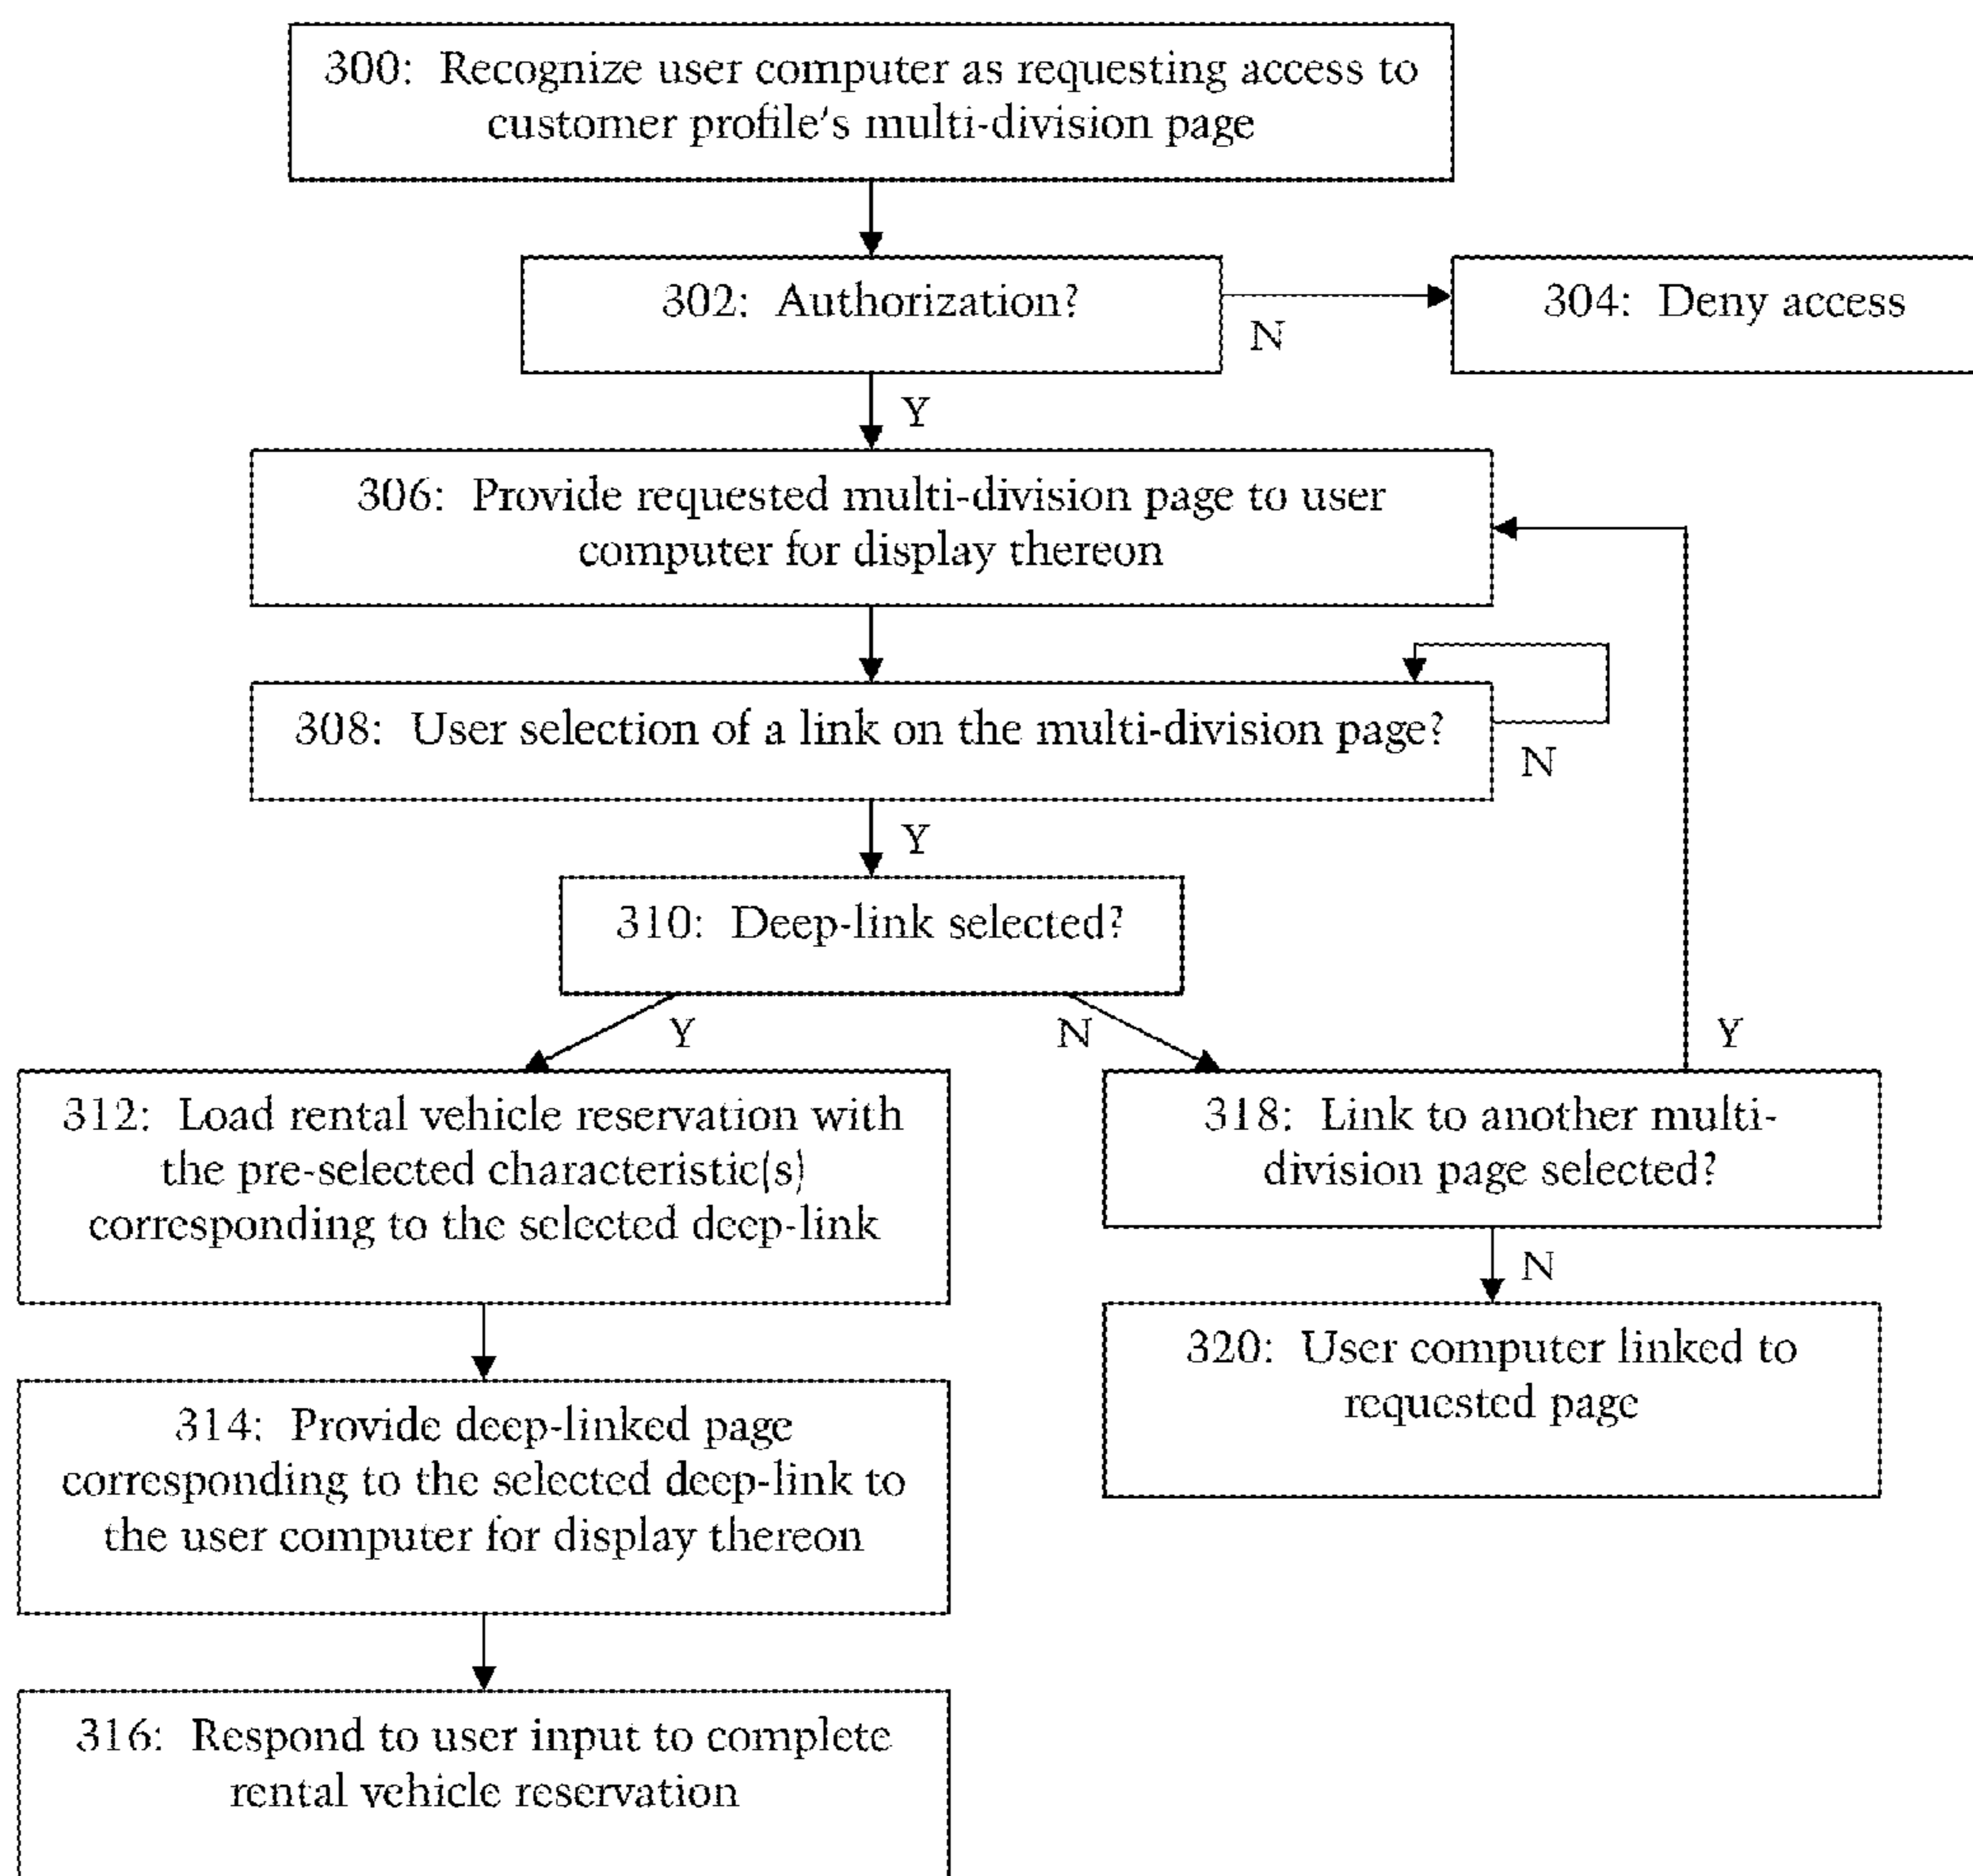 300: Recognize user computer as requesting access to
customer profile's multi-division page
302: Authorization?
N
304: Deny access
Y
306: Provide requested multi-division page to user
computer for display thereon
308: User selection of a link on the multi-division page?
N
Y
310: Deep-link selected?
Y
N
Y
312: Load rental vehicle reservation with
the pre-selected characteristic(s)
corresponding to the selected deep-link
318: Link to another multi-
division page selected?
N
314: Provide deep-linked page
corresponding to the selected deep-link to
the user computer for display thereon
320: User computer linked to
requested page
316: Respond to user input to complete
rental vehicle reservation